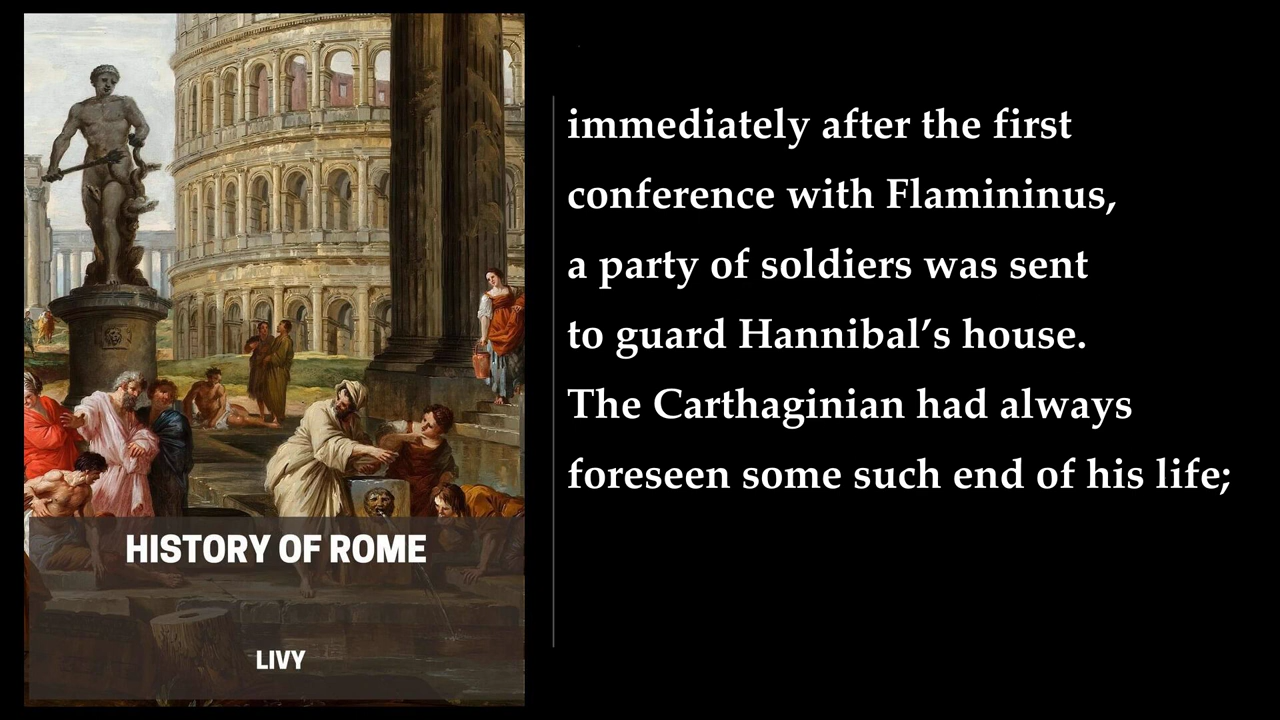 HISTORY OF ROME
LIVY
immediately after the first
conference with Flamininus,
a party of soldiers was sent
to guard Hannibal’s house.
The Carthaginian had always
foreseen some such end of his life;